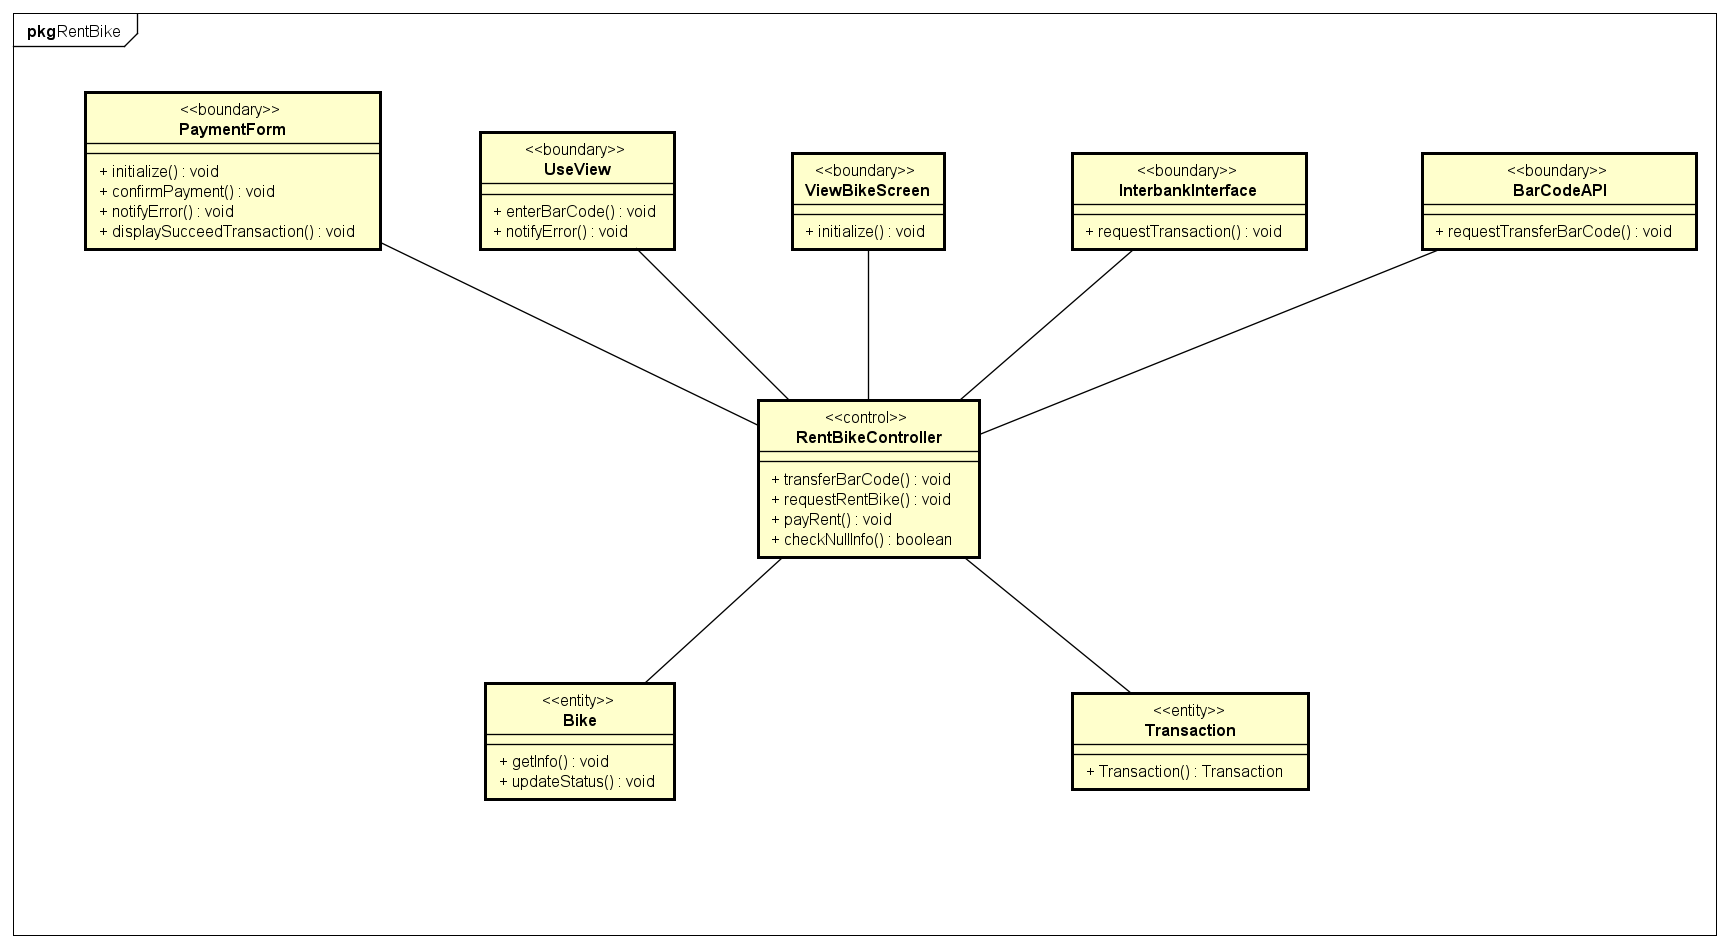 pkg RentBike
<<boundary>>
PaymentForm
+ initialize() : void
+ confirmPayment() : void
+ notifyError() : void
+ displaySucceedTransaction() : void
<<boundary>>
UseView
+ enterBarCode() : void
+ notifyError() : void
<<boundary>>
ViewBikeScreen
+ initialize() : void
<<boundary>>
InterbankInterface
+ requestTransaction() : void
<<boundary>>
BarCodeAPI
+ requestTransferBarCode() : void
<<control>>
RentBikeController
+ transferBarCode() : void
+ requestRentBike() : void
+ payRent() : void
+ checkNullInfo() : boolean
<<entity>>
Bike
+ getInfo() : void
+ updateStatus() : void
<<entity>>
Transaction
+ Transaction() : Transaction